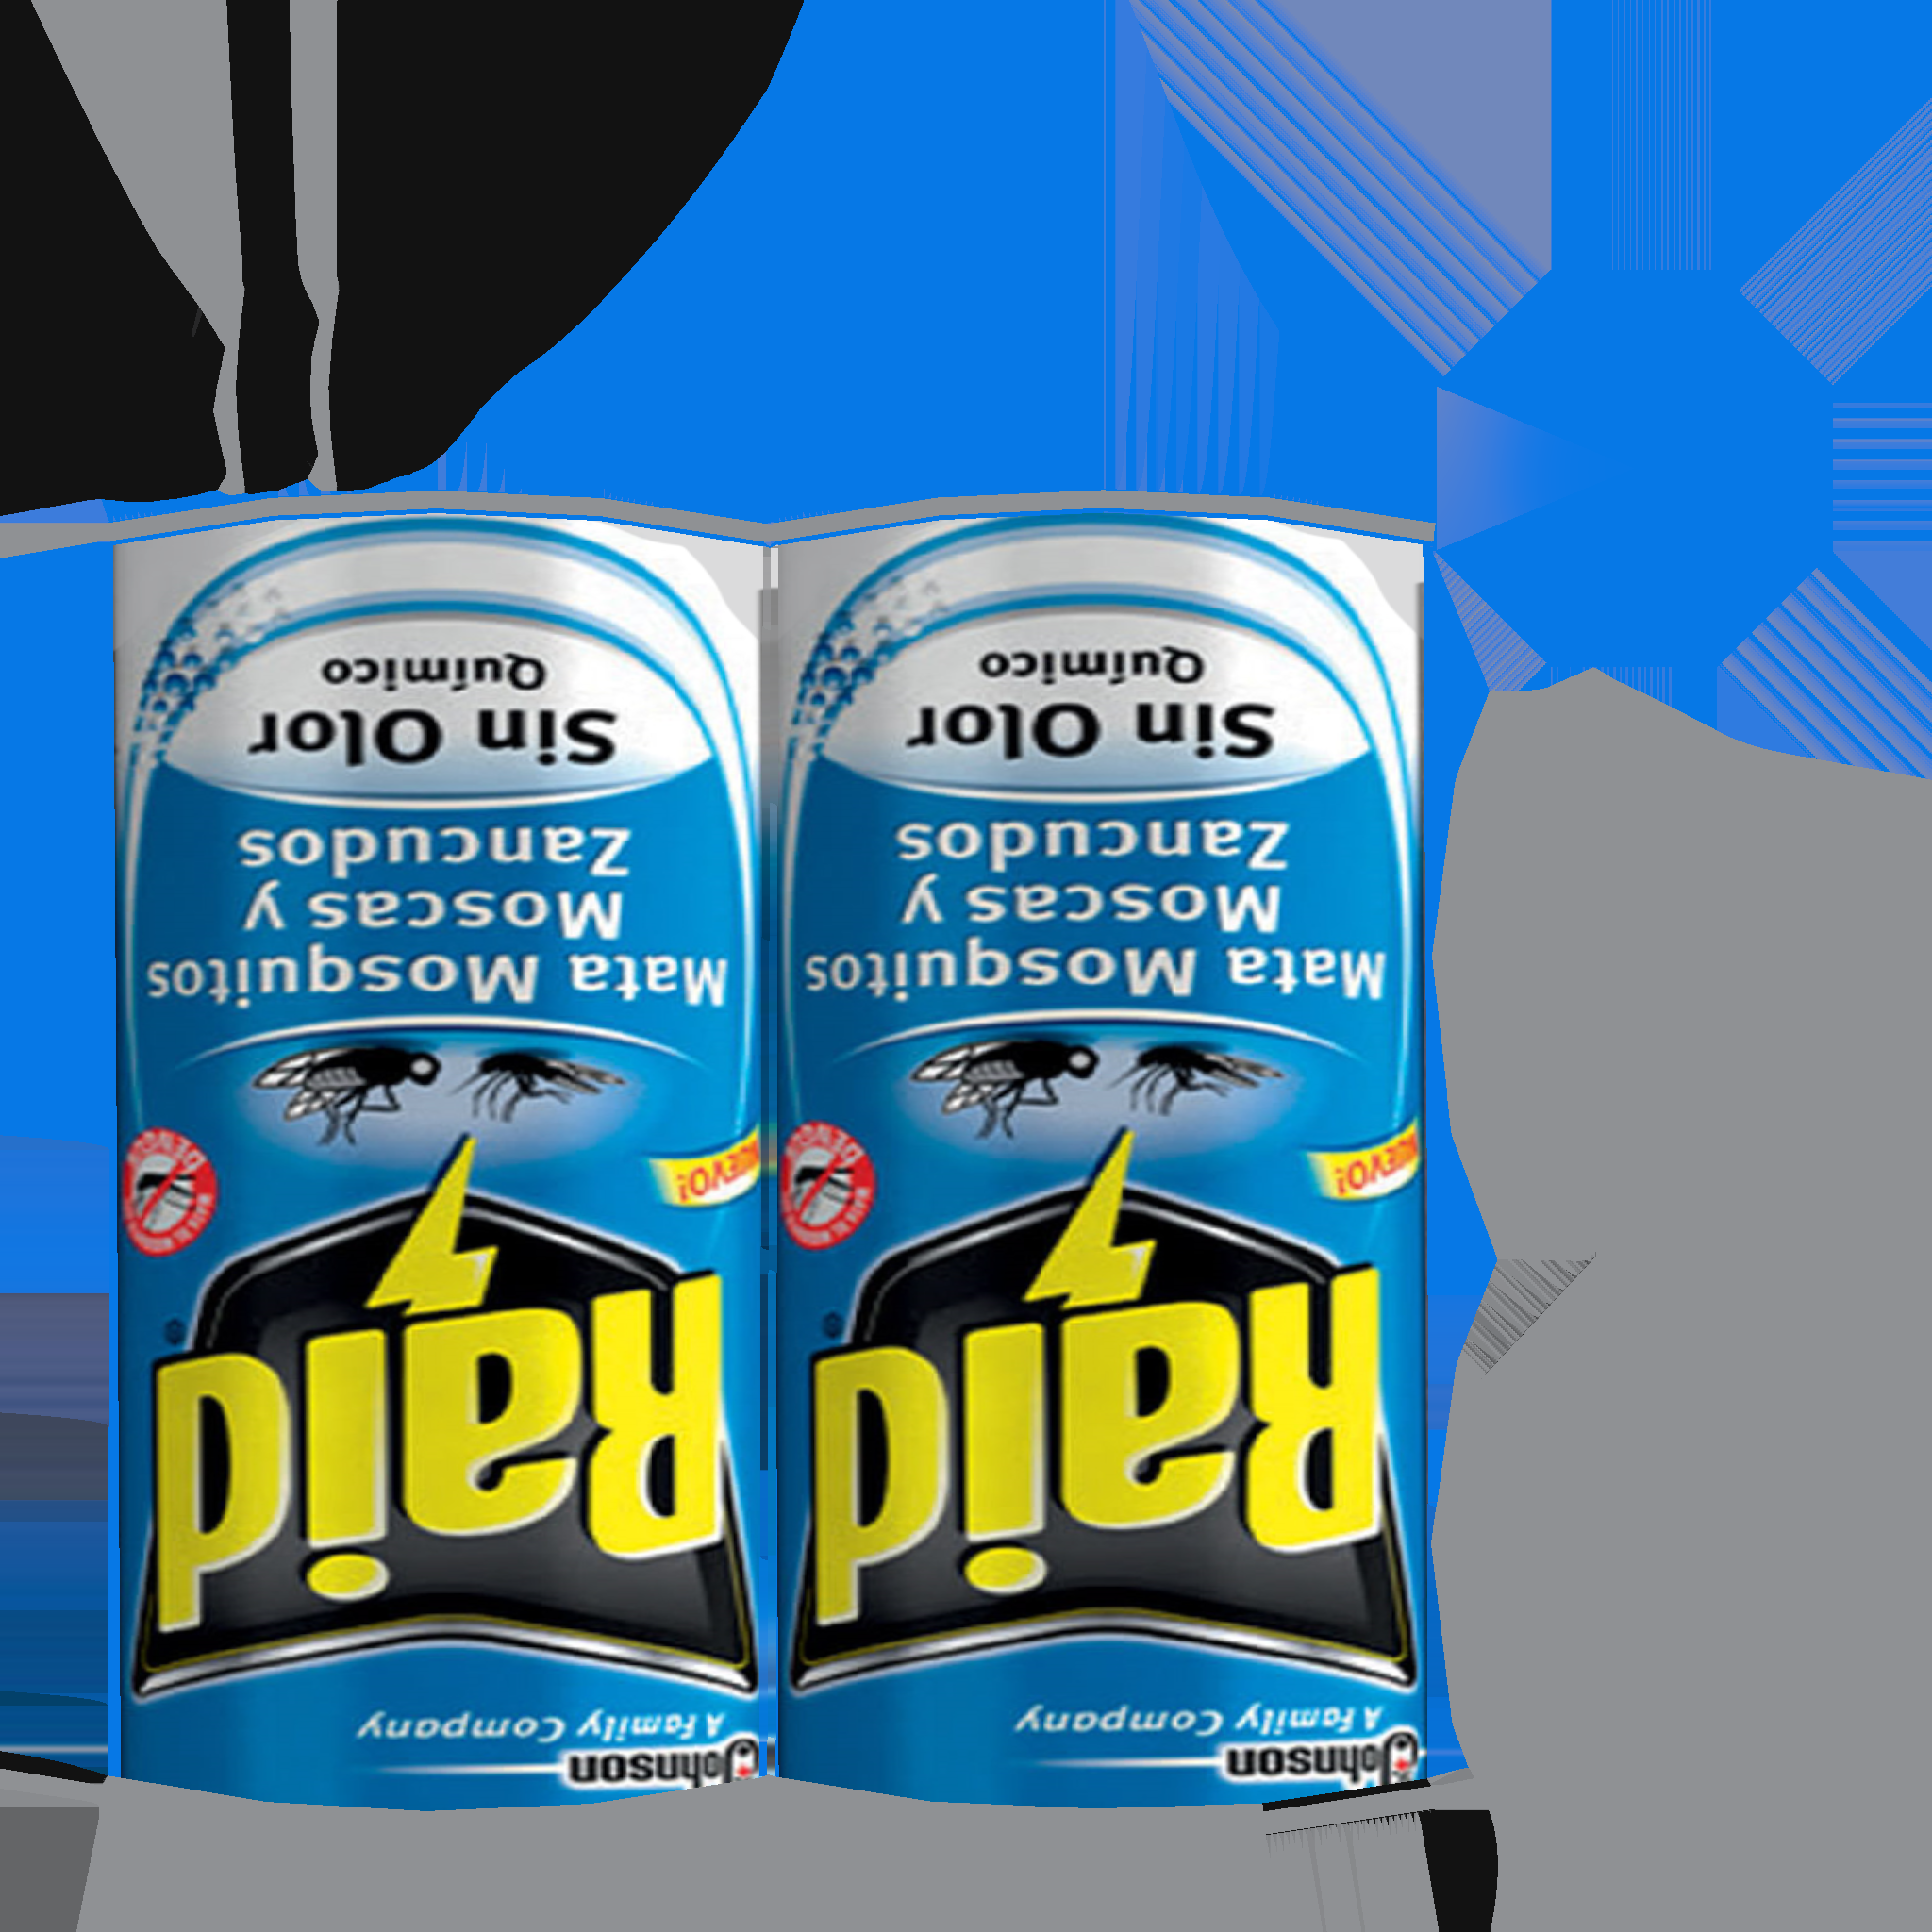 Johnson
A Family Company
Raid
®
NUEVO!
Mata Mosquitos
Moscas y
Zancudos
Sin Olor
Químico
Johnson
A Family Company
Raid
®
NUEVO!
Mata Mosquitos
Moscas y
Zancudos
Sin Olor
Químico